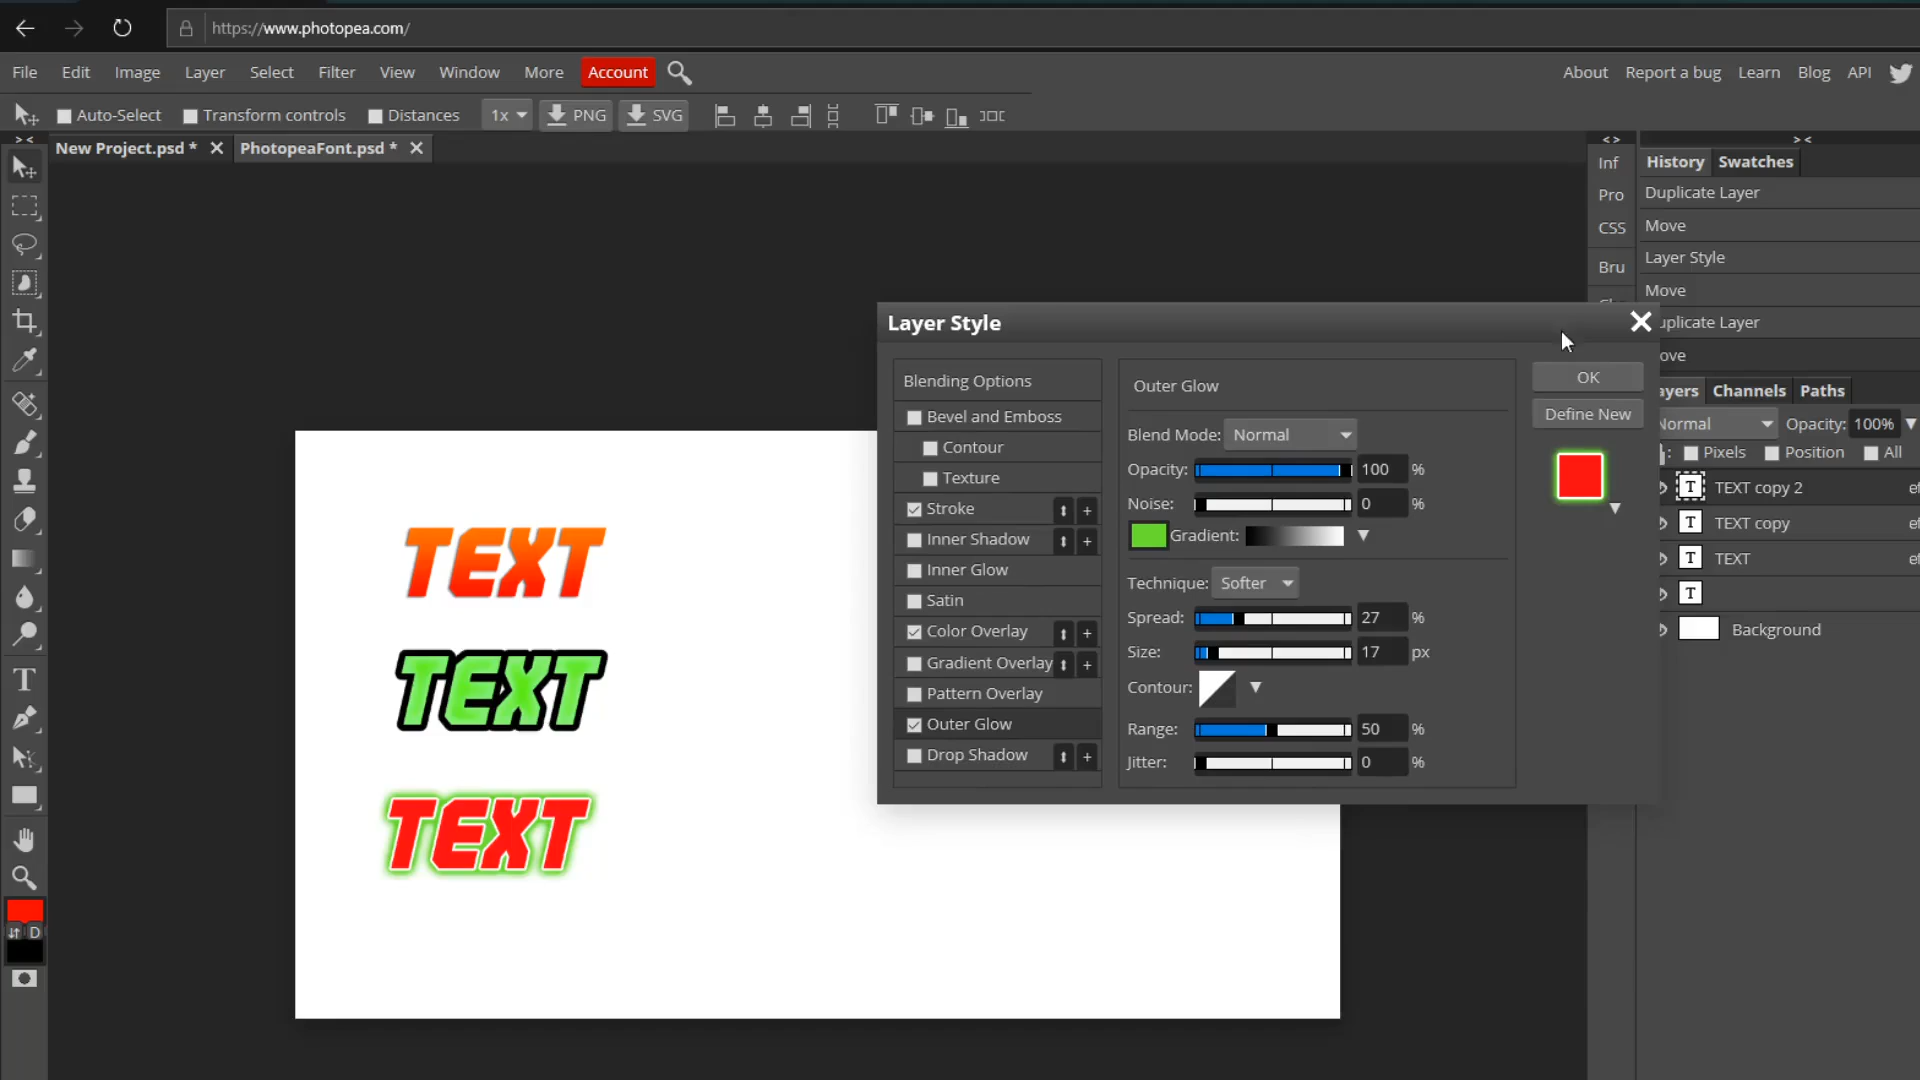 https://www.photopea.com/
File Edit Image Layer Select Filter View Window More Account About Report a bug Learn Blog API
Auto-Select Transform controls Distances 1x PNG SVG
New Project.psd * PhotopeaFont.psd *
Inf
Pro
CSS
Bru
History Swatches
Duplicate Layer
Move
Layer Style
Move
uplicate Layer
ove
ayers Channels Paths
Normal Opacity: 100%
: Pixels Position All
TEXT copy 2 ef
TEXT copy ef
TEXT ef
Background
Layer Style
Blending Options
Bevel and Emboss
Contour
Texture
Stroke
Inner Shadow
Inner Glow
Satin
Color Overlay
Gradient Overlay
Pattern Overlay
Outer Glow
Drop Shadow
Outer Glow
Blend Mode: Normal
Opacity: 100 %
Noise: 0 %
Gradient:
Technique: Softer
Spread: 27 %
Size: 17 px
Contour:
Range: 50 %
Jitter: 0 %
OK
Define New
TEXT
TEXT
TEXT
D